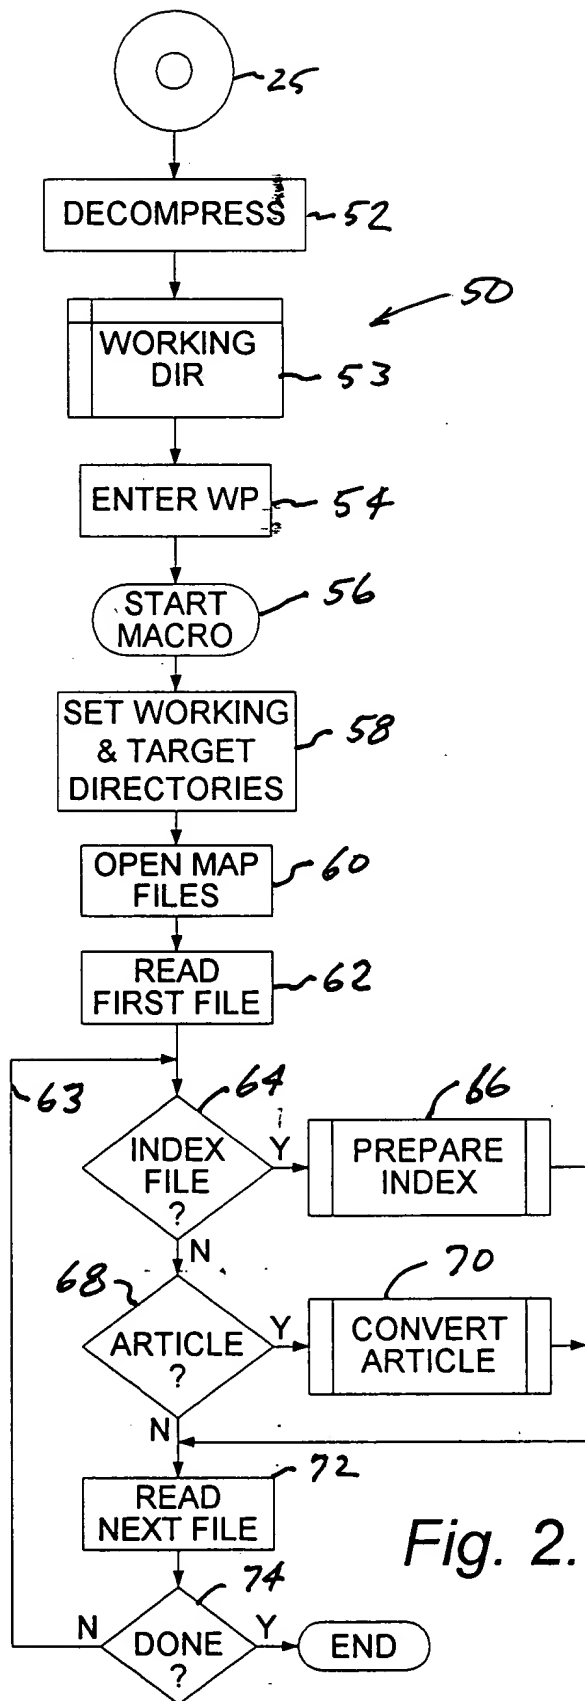 25
DECOMPRESS
52
50
WORKING
DIR
53
ENTER WP
54
START
MACRO
56
SET WORKING
& TARGET
DIRECTORIES
58
OPEN MAP
FILES
60
READ
FIRST FILE
62
63
64
66
INDEX
FILE
?
Y
PREPARE
INDEX
N
68
70
ARTICLE
?
Y
CONVERT
ARTICLE
N
72
READ
NEXT FILE
Fig. 2.
74
N
DONE
?
Y
END